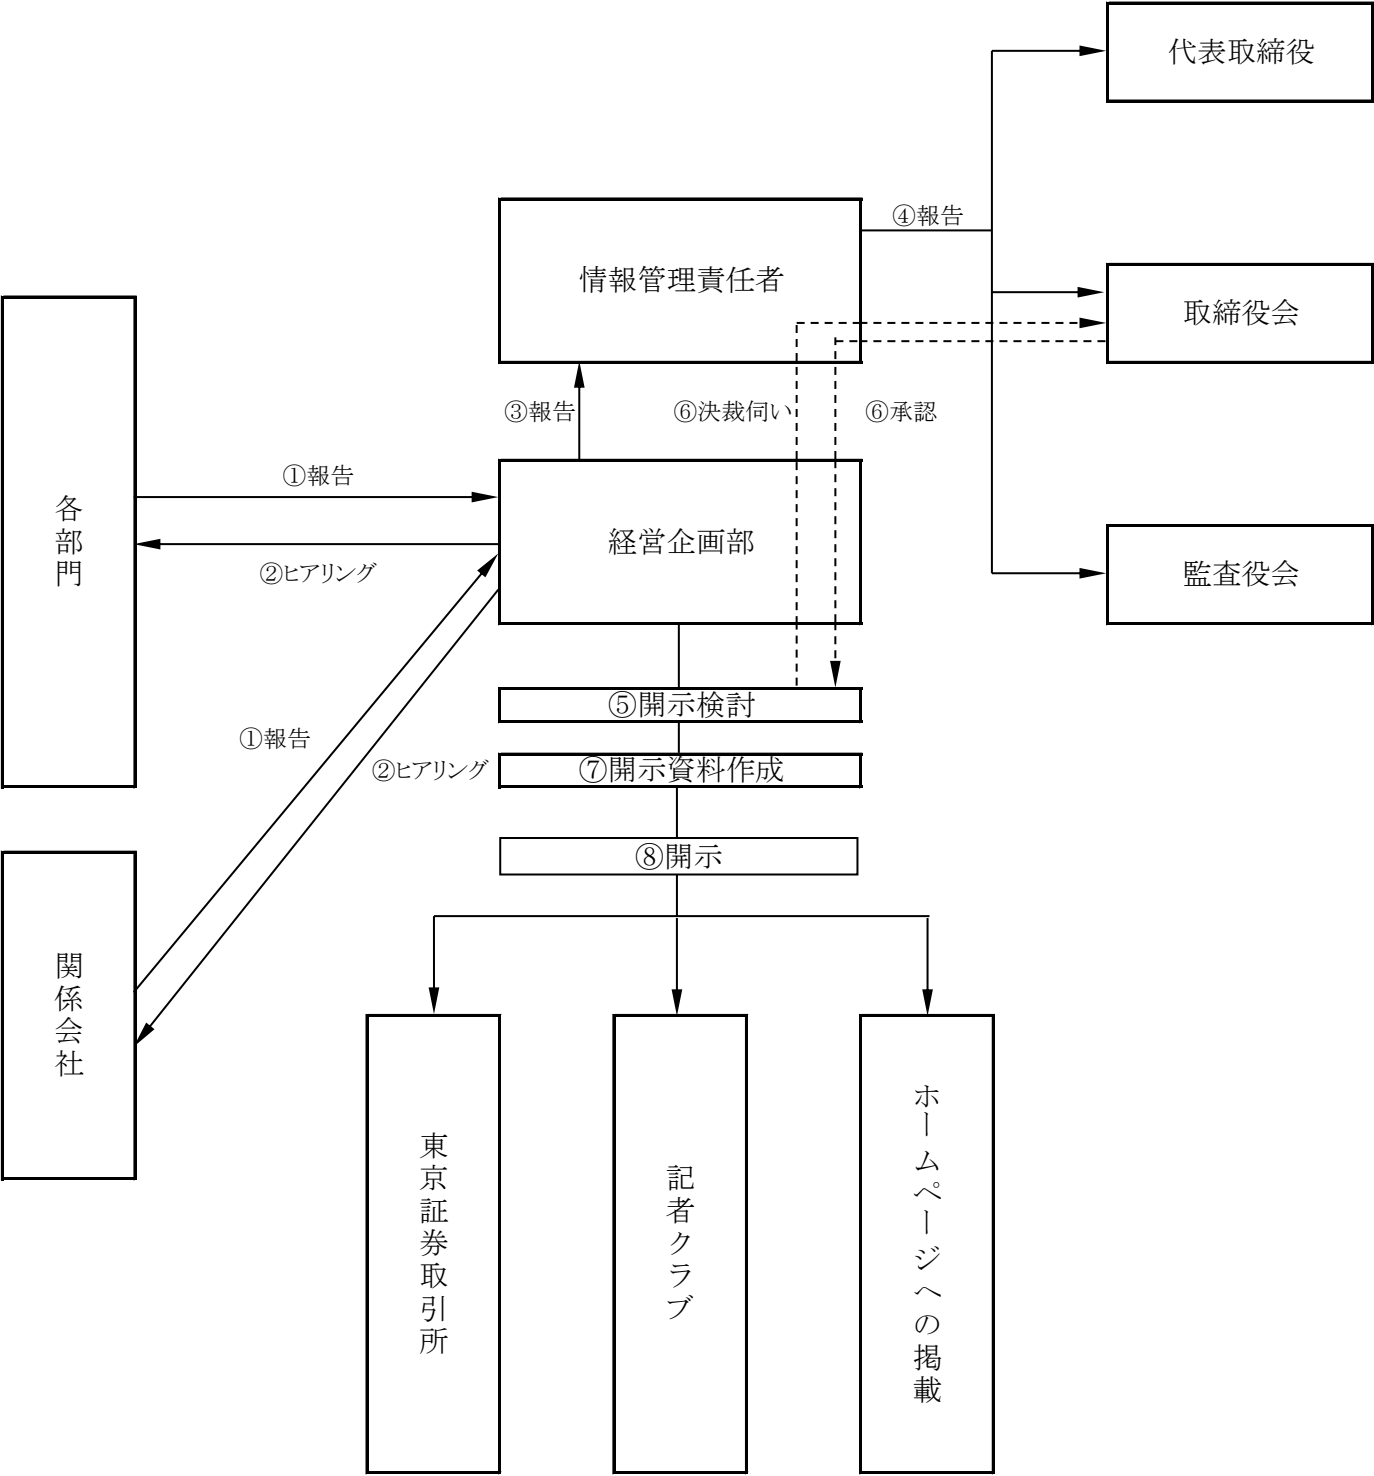 代表取締役
④報告
情報管理責任者
取締役会
③報告
⑥決裁伺い
⑥承認
①報告
各部門
経営企画部
②ヒアリング
監査役会
⑤開示検討
①報告
②ヒアリング
⑦開示資料作成
⑧開示
関係会社
東京証券取引所
記者クラブ
ホームページへの掲載